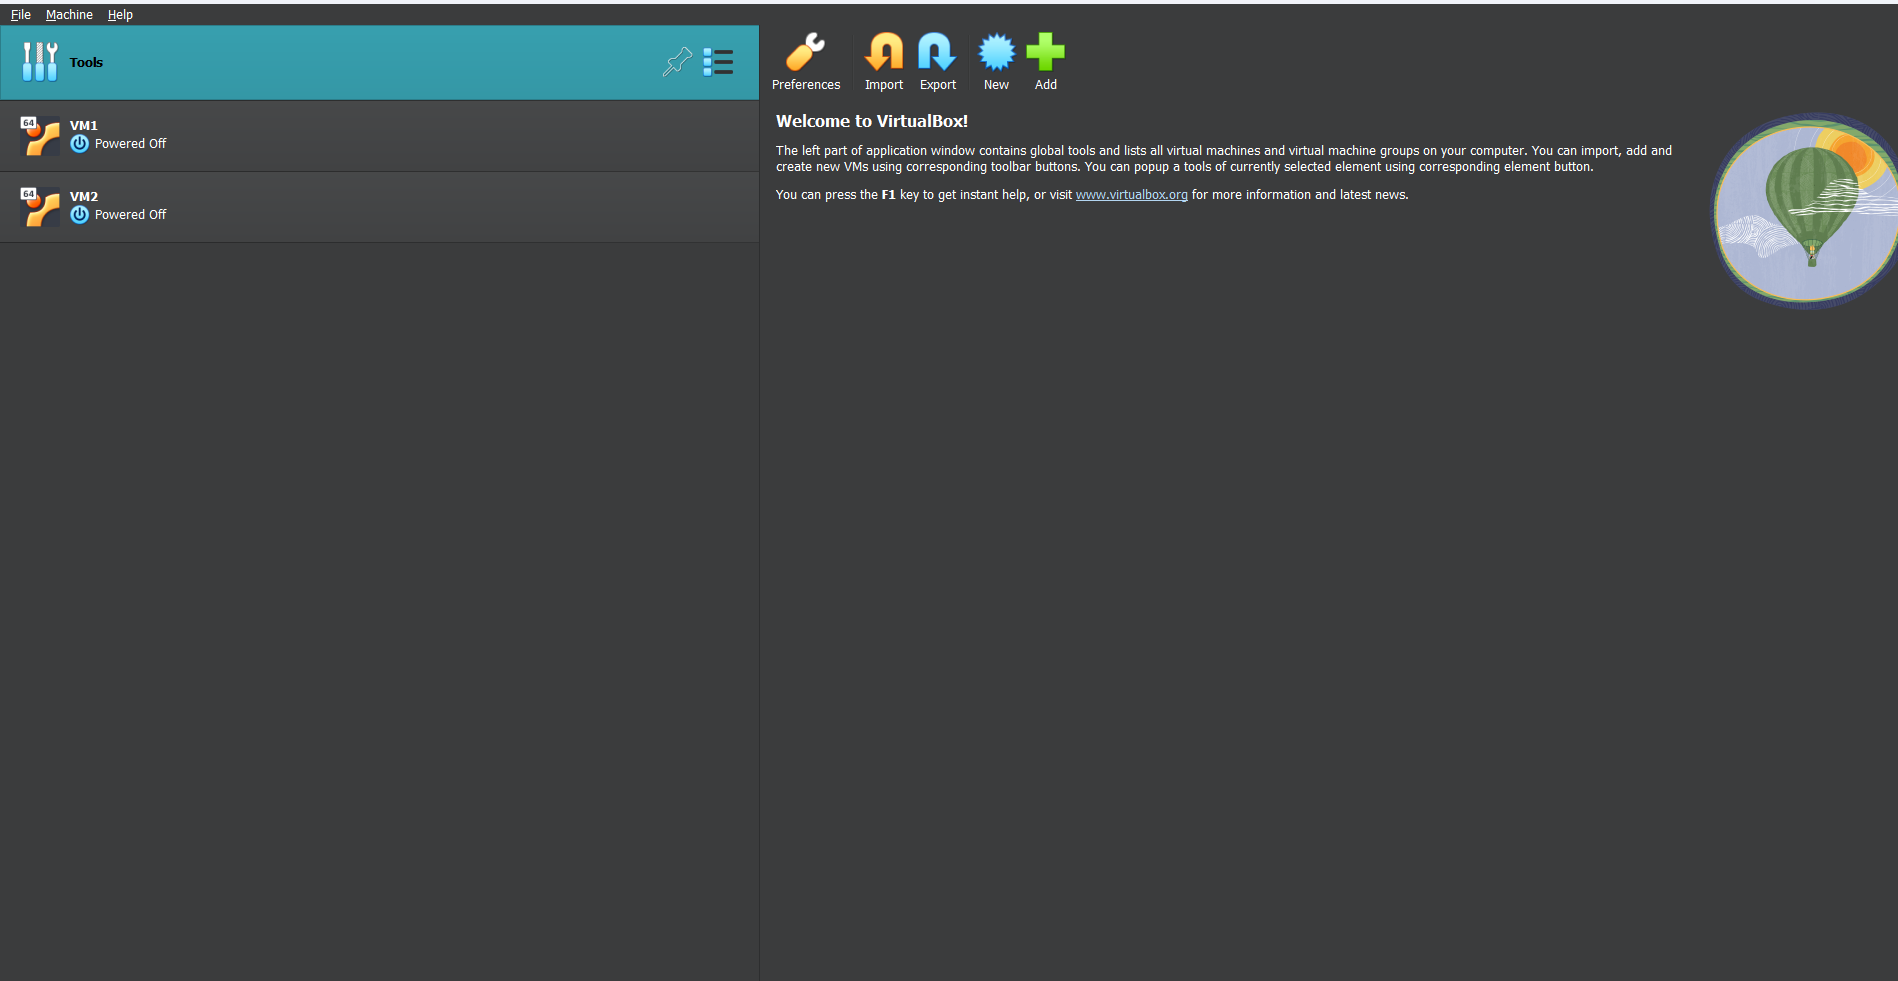 File Machine Help
Tools
64
VM1
Powered Off
64
VM2
Powered Off
Preferences Import Export New Add
Welcome to VirtualBox!
The left part of application window contains global tools and lists all virtual machines and virtual machine groups on your computer. You can import, add and
create new VMs using corresponding toolbar buttons. You can popup a tools of currently selected element using corresponding element button.
You can press the F1 key to get instant help, or visit www.virtualbox.org for more information and latest news.